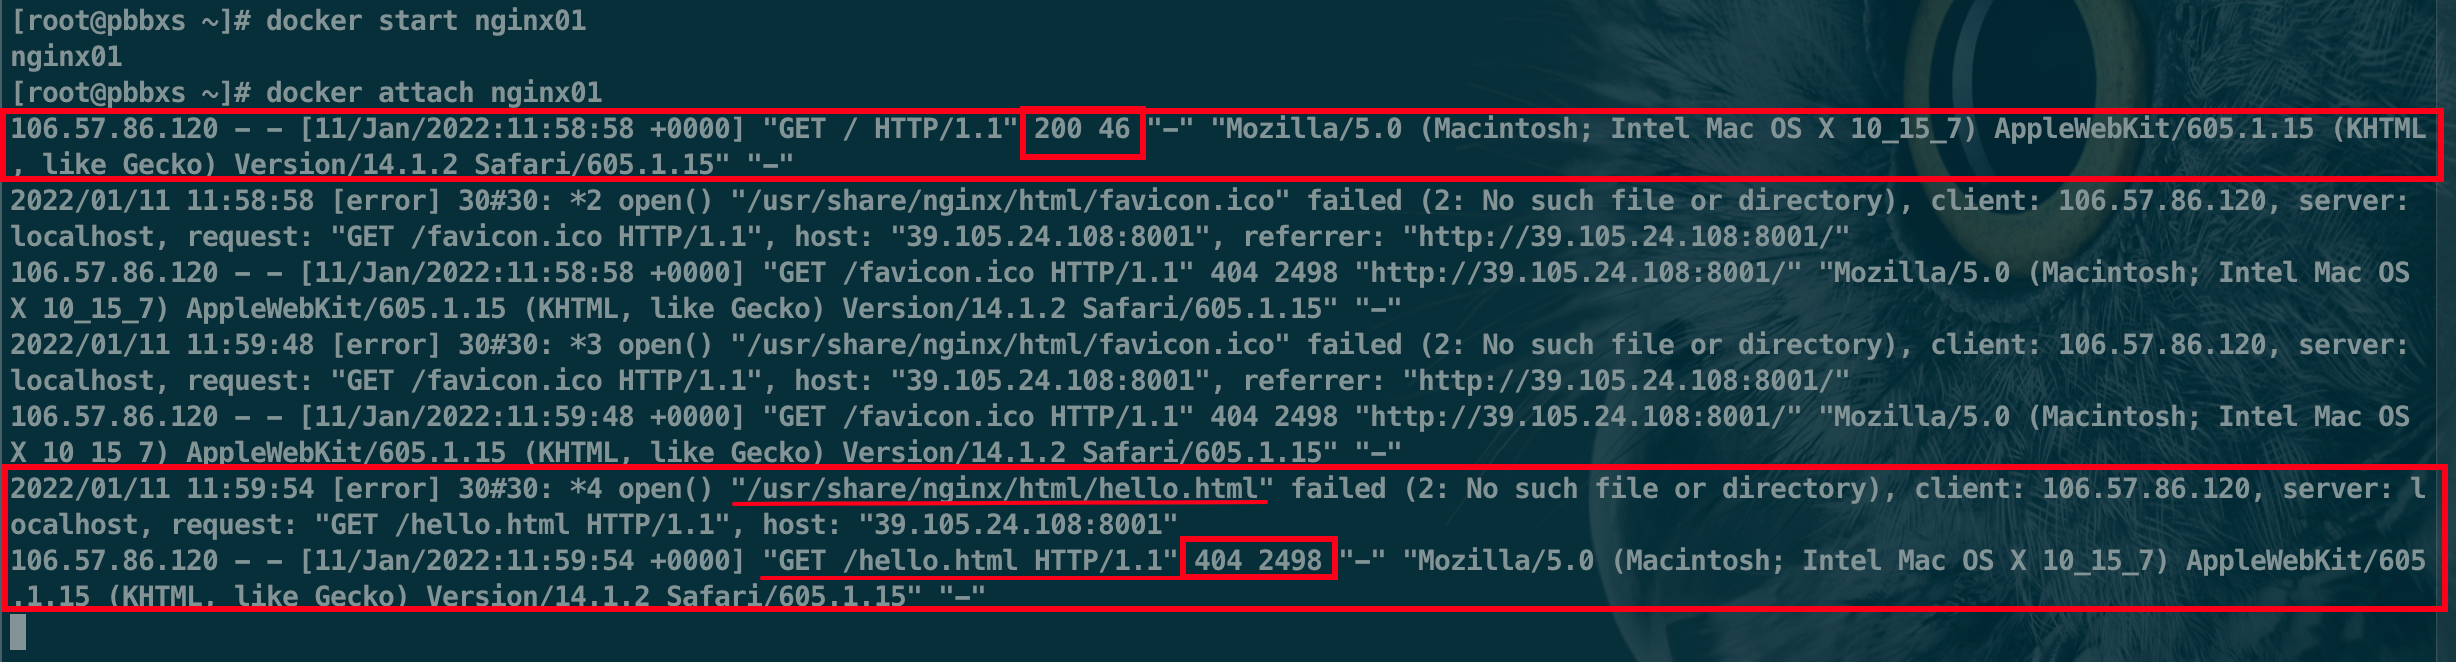 [root@pbbxs ~]# docker start nginx01
nginx01
[root@pbbxs ~]# docker attach nginx01
106.57.86.120 - - [11/Jan/2022:11:58:58 +0000] "GET / HTTP/1.1" 200 46 "-" "Mozilla/5.0 (Macintosh; Intel Mac OS X 10_15_7) AppleWebKit/605.1.15 (KHTML
, like Gecko) Version/14.1.2 Safari/605.1.15" "-"
2022/01/11 11:58:58 [error] 30#30: *2 open() "/usr/share/nginx/html/favicon.ico" failed (2: No such file or directory), client: 106.57.86.120, server:
localhost, request: "GET /favicon.ico HTTP/1.1", host: "39.105.24.108:8001", referrer: "http://39.105.24.108:8001/"
106.57.86.120 - - [11/Jan/2022:11:58:58 +0000] "GET /favicon.ico HTTP/1.1" 404 2498 "http://39.105.24.108:8001/" "Mozilla/5.0 (Macintosh; Intel Mac OS
X 10_15_7) AppleWebKit/605.1.15 (KHTML, like Gecko) Version/14.1.2 Safari/605.1.15" "-"
2022/01/11 11:59:48 [error] 30#30: *3 open() "/usr/share/nginx/html/favicon.ico" failed (2: No such file or directory), client: 106.57.86.120, server:
localhost, request: "GET /favicon.ico HTTP/1.1", host: "39.105.24.108:8001", referrer: "http://39.105.24.108:8001/"
106.57.86.120 - - [11/Jan/2022:11:59:48 +0000] "GET /favicon.ico HTTP/1.1" 404 2498 "http://39.105.24.108:8001/" "Mozilla/5.0 (Macintosh; Intel Mac OS
X 10_15_7) AppleWebKit/605.1.15 (KHTML, like Gecko) Version/14.1.2 Safari/605.1.15" "-"
2022/01/11 11:59:54 [error] 30#30: *4 open() "/usr/share/nginx/html/hello.html" failed (2: No such file or directory), client: 106.57.86.120, server: l
ocalhost, request: "GET /hello.html HTTP/1.1", host: "39.105.24.108:8001"
106.57.86.120 - - [11/Jan/2022:11:59:54 +0000] "GET /hello.html HTTP/1.1" 404 2498 "-" "Mozilla/5.0 (Macintosh; Intel Mac OS X 10_15_7) AppleWebKit/605
.1.15 (KHTML, like Gecko) Version/14.1.2 Safari/605.1.15" "-"